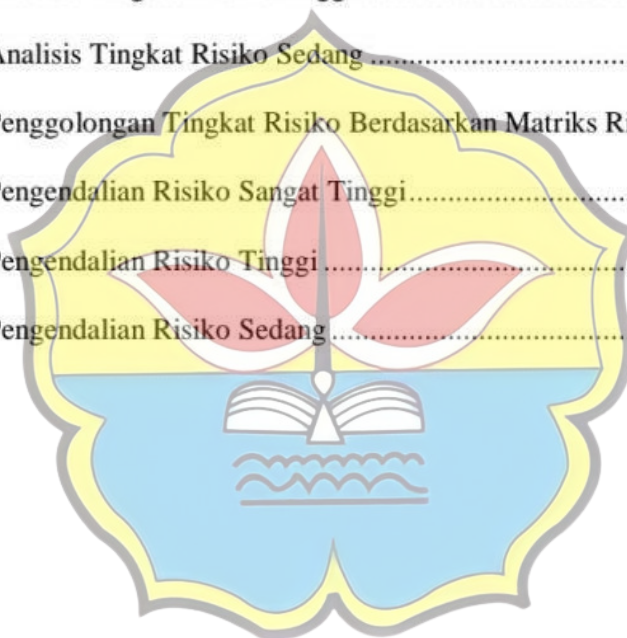 Analisis Tingkat Risiko Sedang ..................................
Penggolongan Tingkat Risiko Berdasarkan Matriks
Pengendalian Risiko Sangat Tinggi.............................
Pengendalian Risiko Tinggi ........................................
Pengendalian Risiko Sedang .......................................